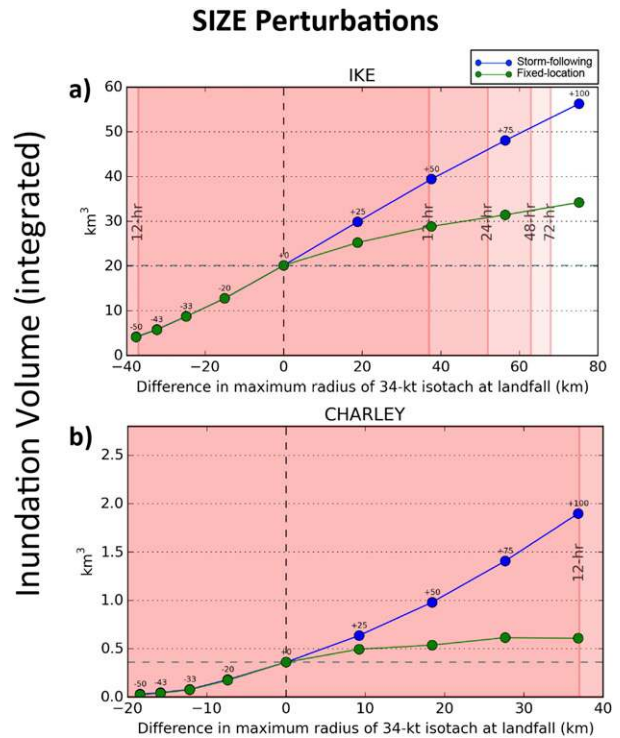 SIZE Perturbations
Storm-following
Fixed-location
IKE
a)
60
50
40
30
20
10
0
km³
-50
-43
-33
-20
+0
+25
+50
+75
+100
12-hr
12-hr
24-hr
48-hr
72-hr
−40
−20
0
20
40
60
80
Difference in maximum radius of 34-kt isotach at landfall (km)
Inundation Volume (integrated)
CHARLEY
b)
2.5
2.0
1.5
1.0
0.5
0.0
km³
-50
-43
-33
-20
+0
+25
+50
+75
+100
12-hr
−20
−10
0
10
20
30
40
Difference in maximum radius of 34-kt isotach at landfall (km)